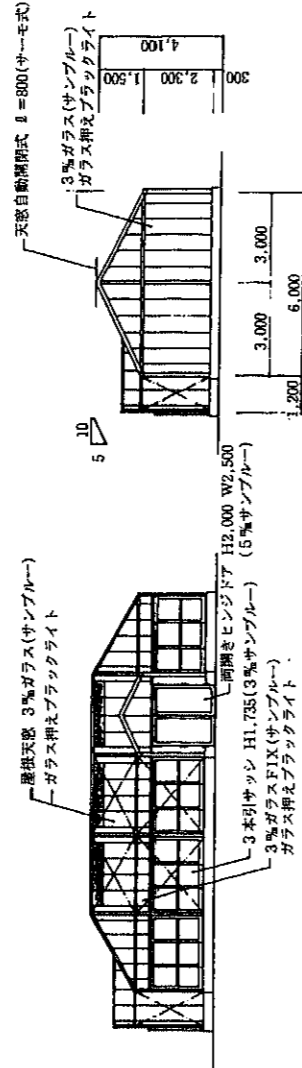 屋根天窓 3㎜ガラス(サンブルー)
ガラス押えブラックライト
両開きヒンジドア H2,000 W2,500
(5㎜サンブルー)
3本引サッシ H1,735(3㎜サンブルー)
3㎜ガラスFIX(サンブルー)
ガラス押えブラックライト
10
5
天窓自動開閉式 ℓ=800(サーモ式)
3㎜ガラス(サンブルー)
ガラス押えブラックライト
4,100
1,500
2,300
300
3,000
3,000
1,200
6,000